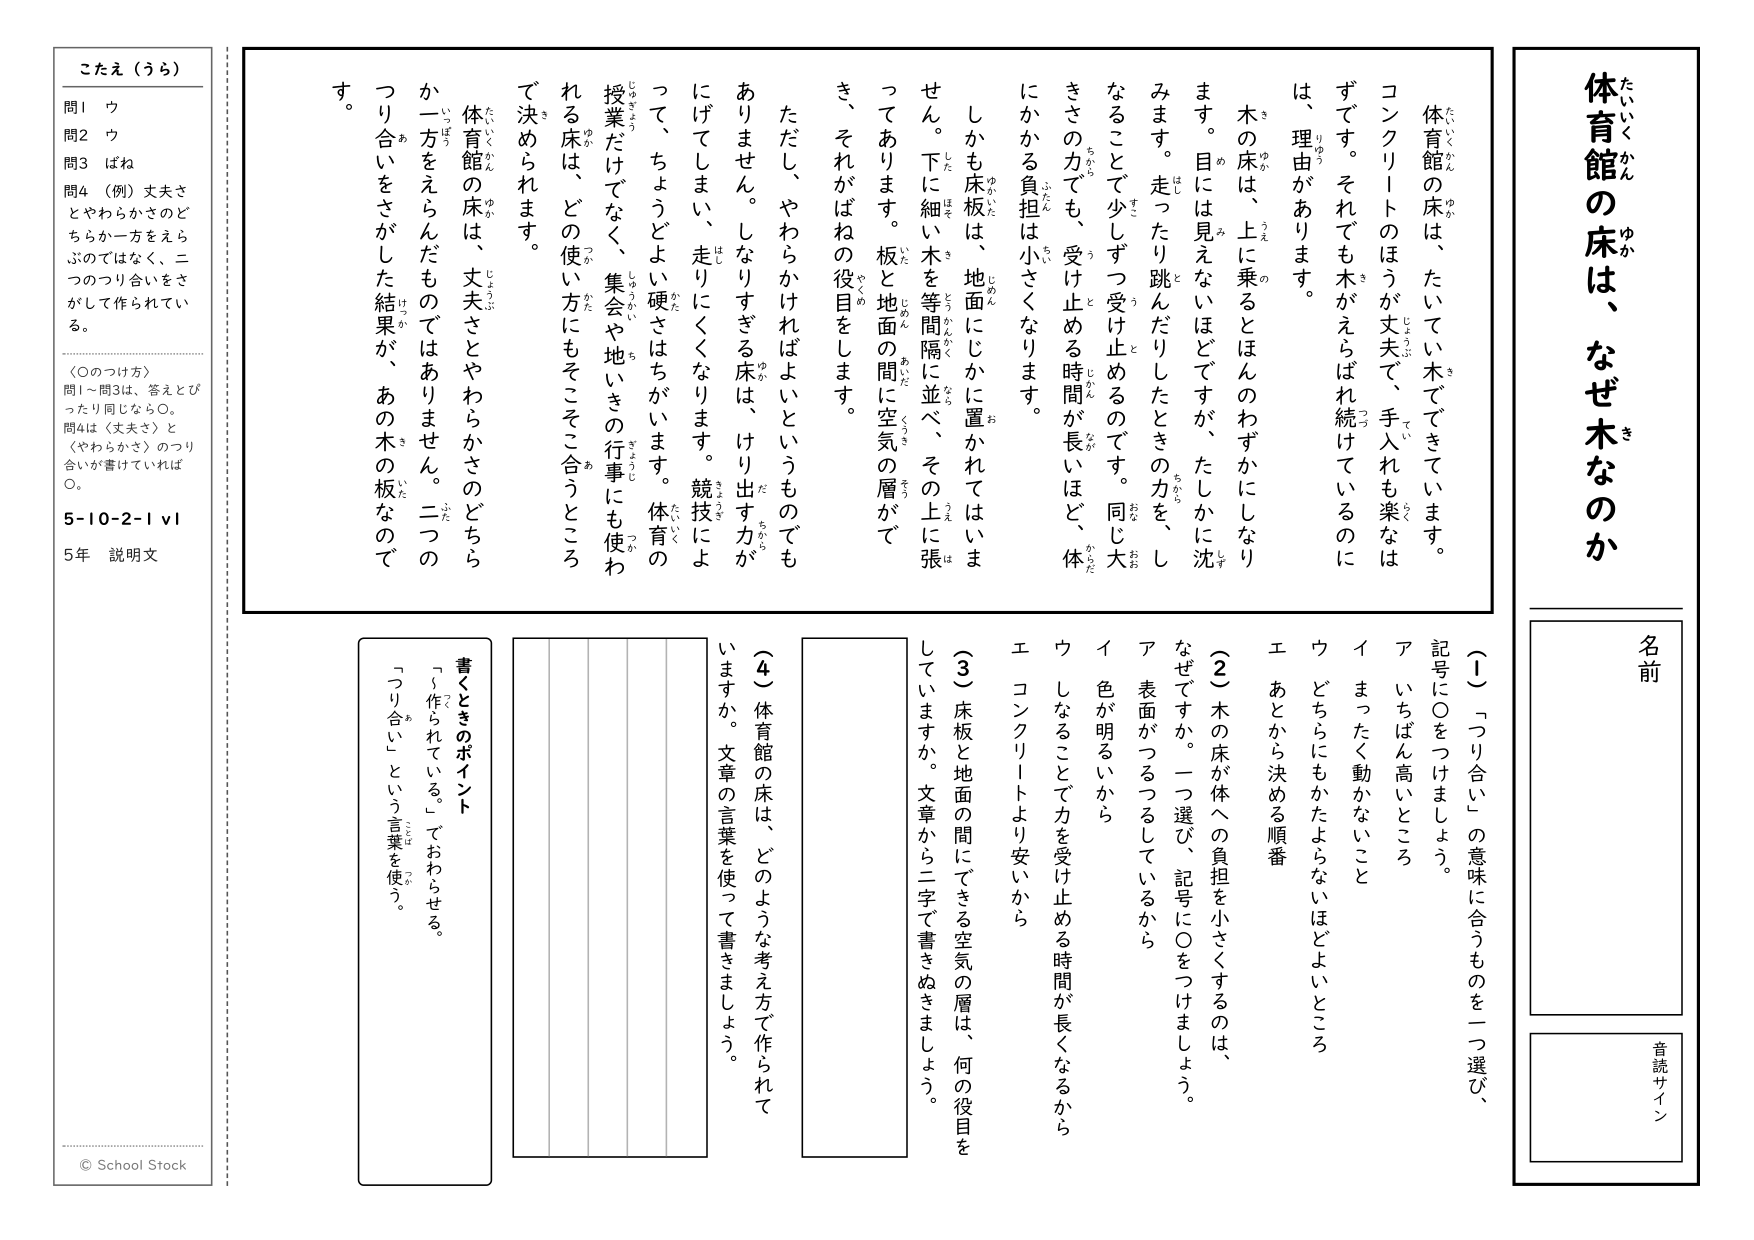 体育館の床は、なぜ木なのか
名前
音読サイン
体育館の床は、たいてい木でできています。
コンクリートのほうが丈夫で、手入れも楽なは
ずです。それでも木がえらばれ続けているのに
は、理由があります。
木の床は、上に乗るとほんのわずかにしなり
ます。目には見えないほどですが、たしかに沈
みます。走ったり跳んだりしたときの力を、し
なることで少しずつ受け止めるのです。同じ大
きさの力でも、受け止める時間が長いほど、体
にかかる負担は小さくなります。
しかも床板は、地面にじかに置かれてはいま
せん。下に細い木を等間隔に並べ、その上に張
ってあります。板と地面の間に空気の層がで
き、それがばねの役目をします。
ただし、やわらかければよいというものでも
ありません。しなりすぎる床は、けり出す力が
にげてしまい、走りにくくなります。競技によ
って、ちょうどよい硬さはちがいます。体育の
授業だけでなく、集会や地いきの行事にも使わ
れる床は、どの使い方にもそこそこ合うところ
で決められます。
体育館の床は、丈夫さとやわらかさのどちら
か一方をえらんだものではありません。二つの
つり合いをさがした結果が、あの木の板なので
す。
（1）「つり合い」の意味に合うものを一つ選び、
記号に〇をつけましょう。
ア　いちばん高いところ
イ　まったく動かないこと
ウ　どちらにもかたよらないほどよいところ
エ　あとから決める順番
（2）木の床が体への負担を小さくするのは、
なぜですか。一つ選び、記号に〇をつけましょう。
ア　表面がつるつるしているから
イ　色が明るいから
ウ　しなることで力を受け止める時間が長くなるから
エ　コンクリートより安いから
（3）床板と地面の間にできる空気の層は、何の役目を
していますか。文章から二字で書きぬきましょう。
（4）体育館の床は、どのような考え方で作られて
いますか。文章の言葉を使って書きましょう。
書くときのポイント
「〜作られている。」でおわらせる。
「つり合い」という言葉を使う。
こたえ（うら）
問1　ウ
問2　ウ
問3　ばね
問4　（例）丈夫さ
とやわらかさのど
ちらか一方をえら
ぶのではなく、二
つのつり合いをさ
がして作られてい
る。
〈〇のつけ方〉
問1〜問3は、答えとぴ
ったり同じなら〇。
問4は〈丈夫さ〉と
〈やわらかさ〉のつり
合いが書けていれば
〇。
5-10-2-1 v1
5年　説明文
© School Stock